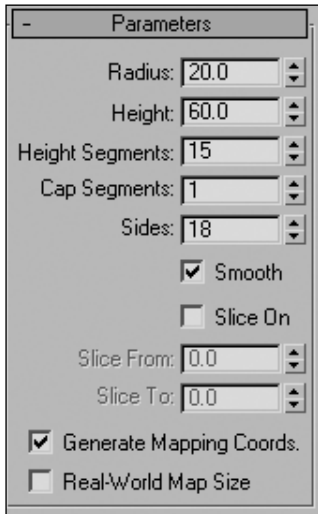 - Parameters
Radius: 20.0
Height: 60.0
Height Segments: 15
Cap Segments: 1
Sides: 18
Smooth
Slice On
Slice From: 0.0
Slice To: 0.0
Generate Mapping Coords.
Real-World Map Size